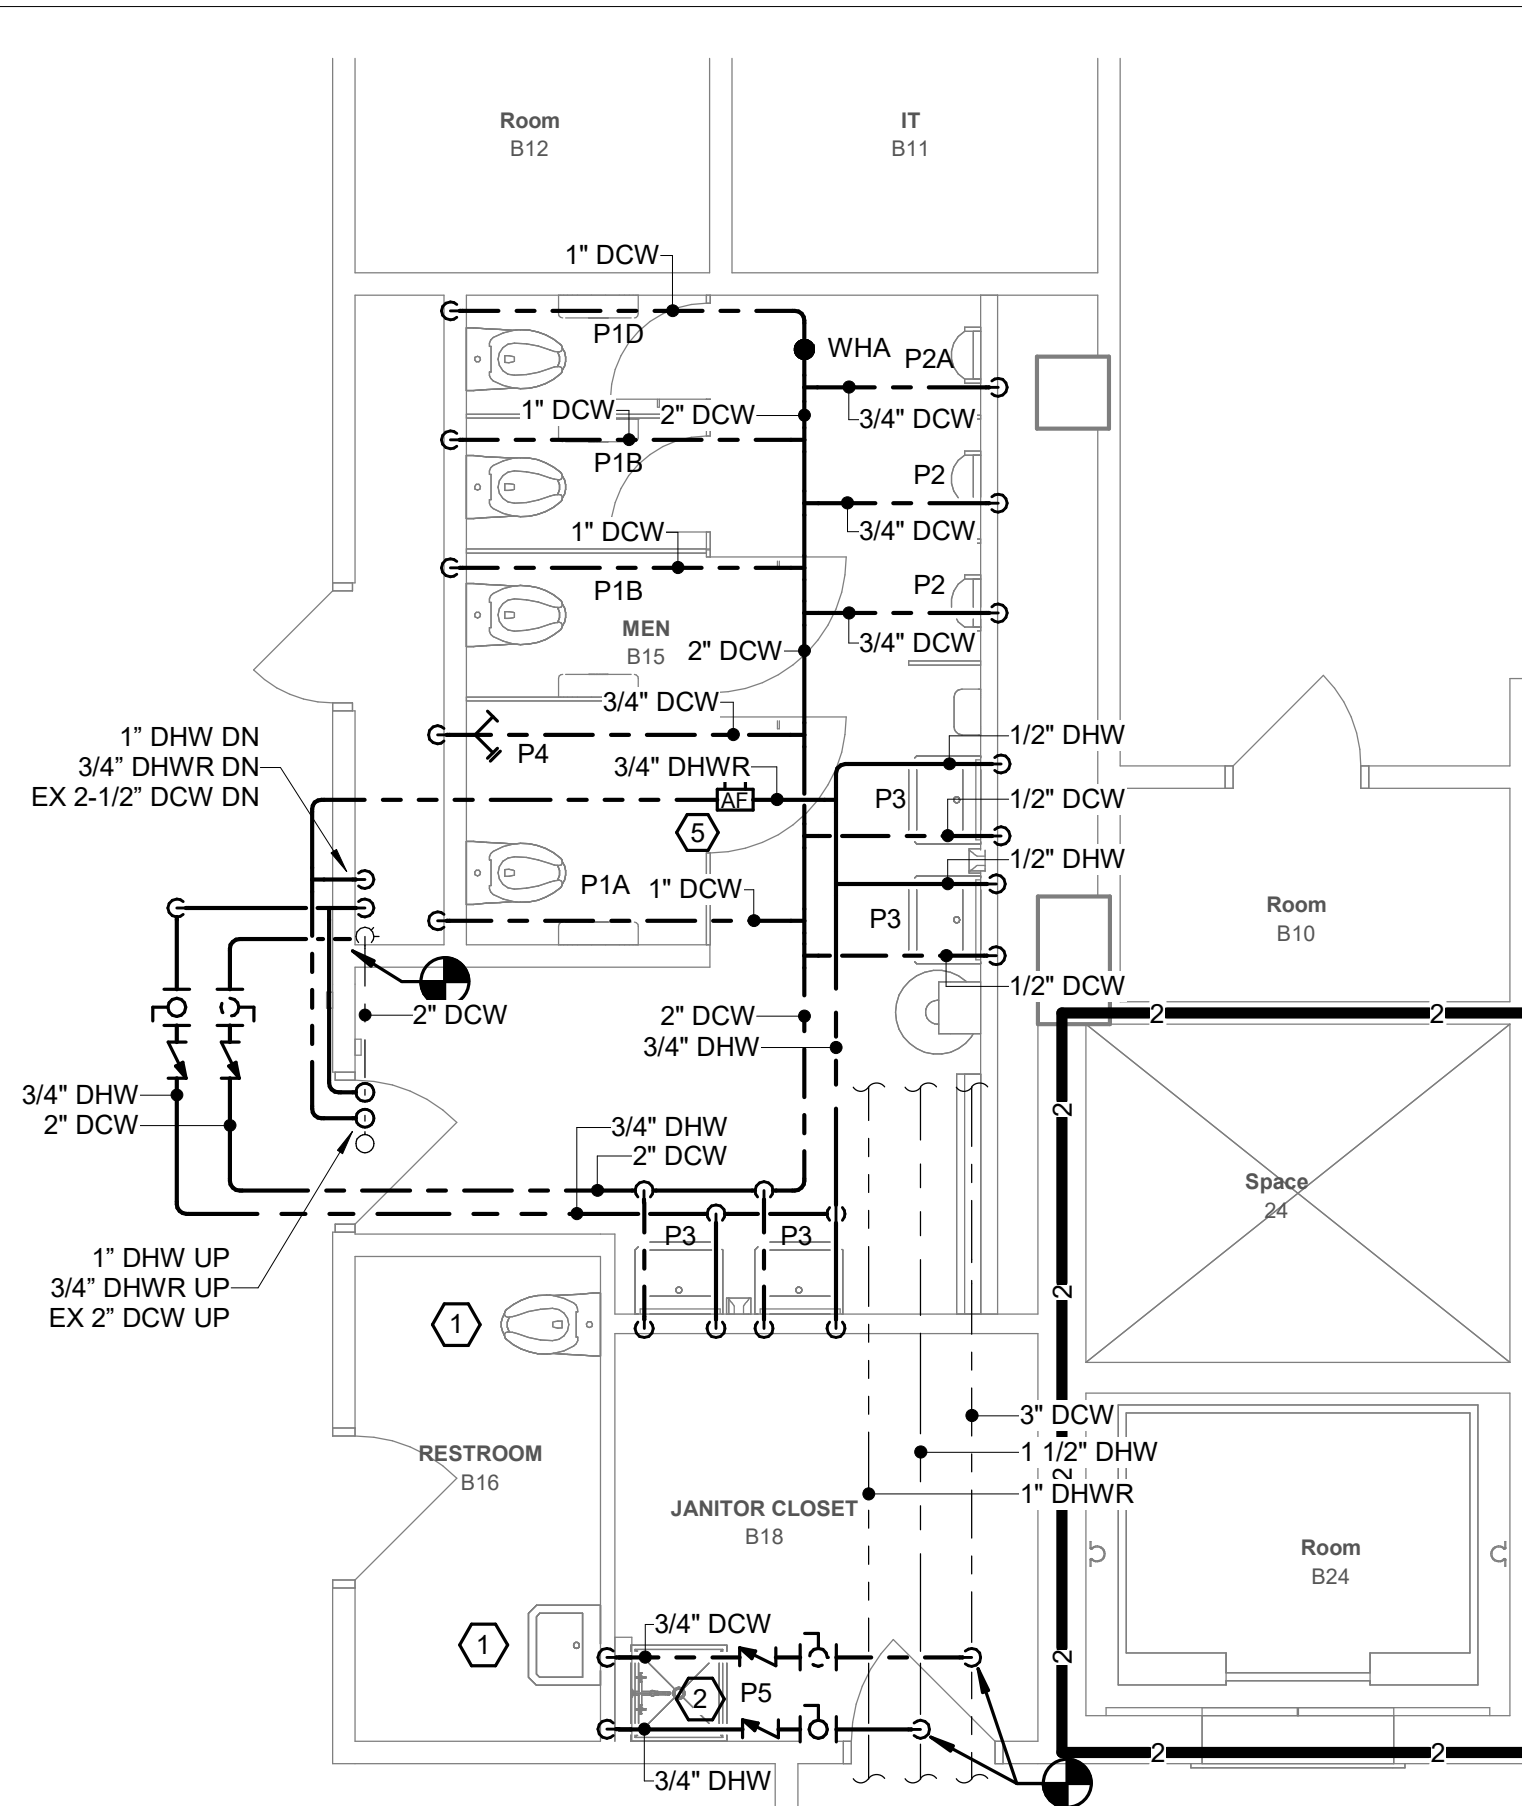 Room
B12
IT
B11
1" DCW
P1D
WHA
P2A
1" DCW
2" DCW
3/4" DCW
P1B
P2
1" DCW
3/4" DCW
P1B
P2
MEN
B15
2" DCW
3/4" DCW
3/4" DCW
P4
1” DHW DN
3/4” DHWR DN
EX 2-1/2” DCW DN
3/4" DHWR
AF
5
1/2" DHW
P3
1/2" DCW
1/2" DHW
P1A
1" DCW
P3
1/2" DCW
Room
B10
2" DCW
2" DCW
3/4" DHW
2
2
3/4" DHW
2" DCW
2
3/4" DHW
2" DCW
Space
24
P3
P3
1” DHW UP
3/4” DHWR UP
EX 2” DCW UP
2
1
3" DCW
1 1/2" DHW
2
1" DHWR
RESTROOM
B16
JANITOR CLOSET
B18
Room
B24
3/4" DCW
1
2
2
P5
3/4" DHW
2
2